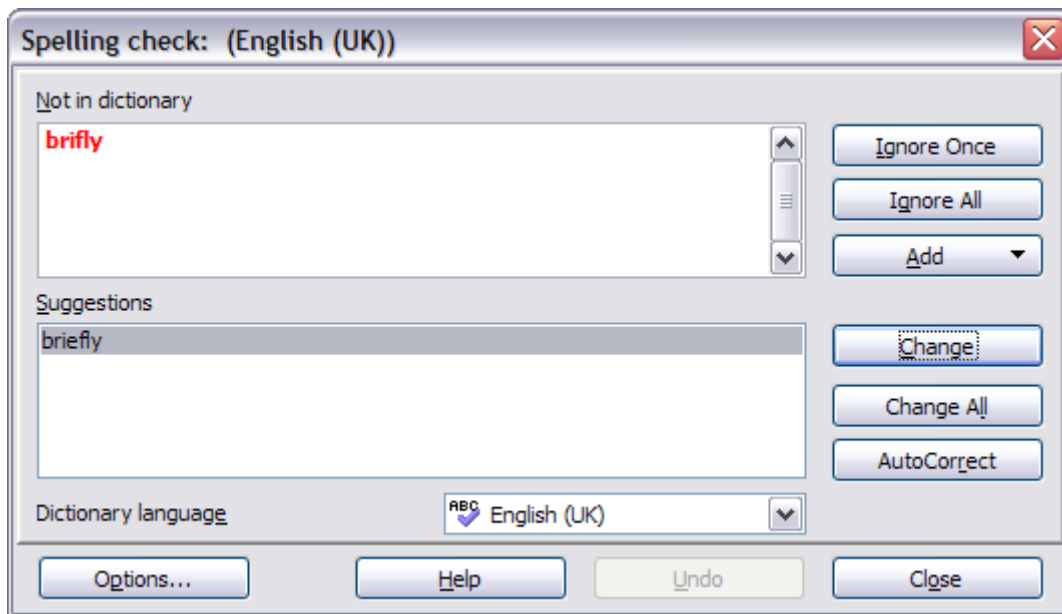 Spelling check: (English (UK))
Not in dictionary
brifly
Ignore Once
Ignore All
Add
Suggestions
briefly
Change
Change All
AutoCorrect
Dictionary language
ABC English (UK)
Options...
Help
Undo
Close